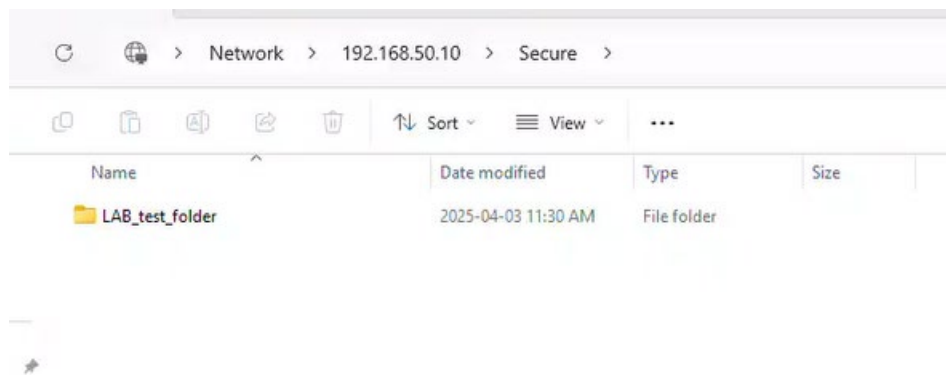 Network > 192.168.50.10 > Secure >
Sort View ...
Name Date modified Type Size
LAB_test_folder 2025-04-03 11:30 AM File folder